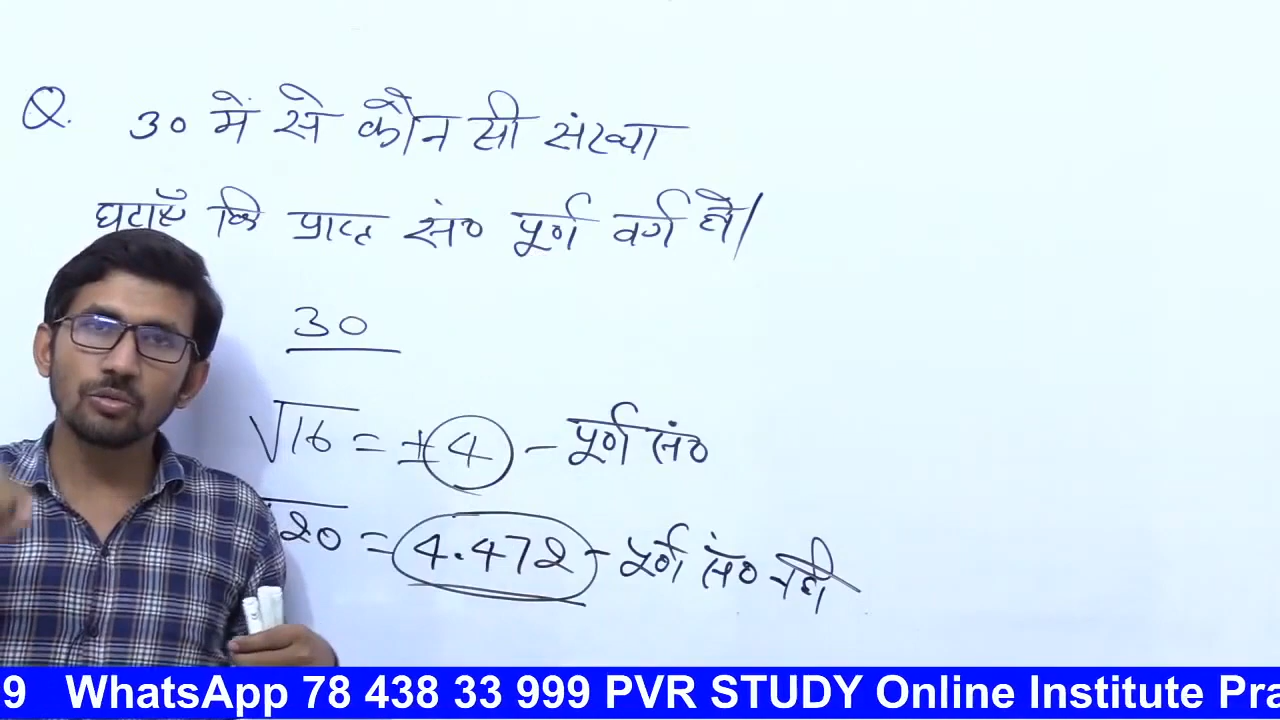 Q. 30 में से कौन सी संख्या
घटाएँ कि प्राप्त सं० पूर्ण वर्ग हो।
30
√16 = ±4 - पूर्ण सं०
√20 = 4.472 - पूर्ण सं० नहीं
9 WhatsApp 78 438 33 999 PVR STUDY Online Institute Pra